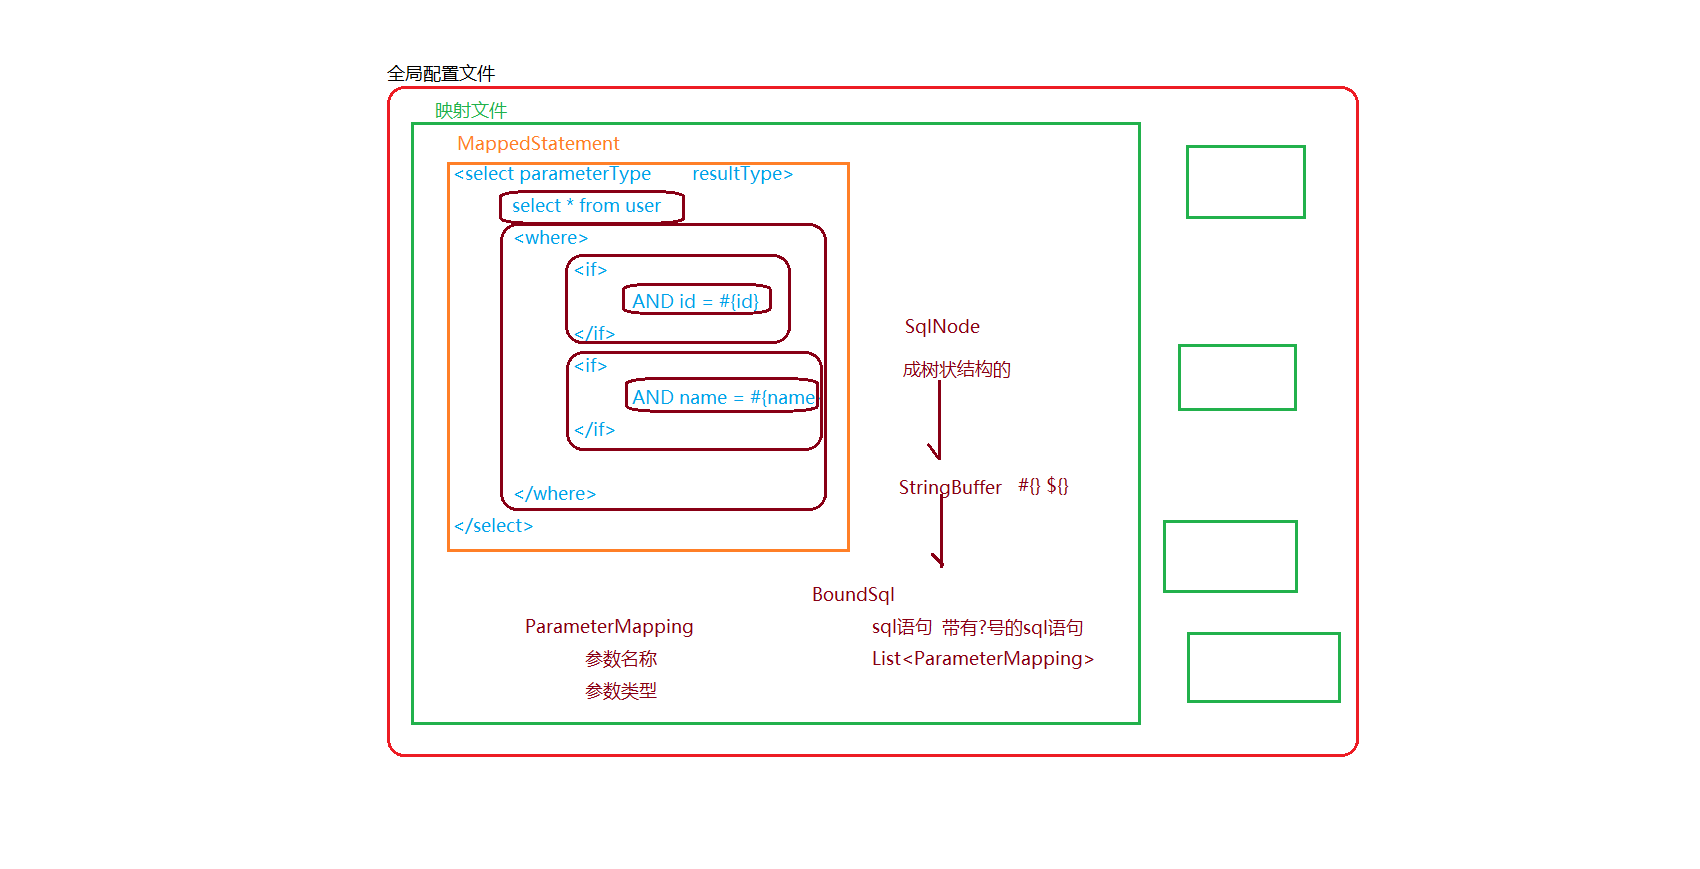 全局配置文件
映射文件
MappedStatement
<select parameterType resultType>
select * from user
<where>
<if>
AND id = #{id}
</if>
<if>
AND name = #{name
</if>
</where>
</select>
SqlNode
成树状结构的
StringBuffer #{} ${}
BoundSql
sql语句 带有?号的sql语句
List<ParameterMapping>
ParameterMapping
参数名称
参数类型